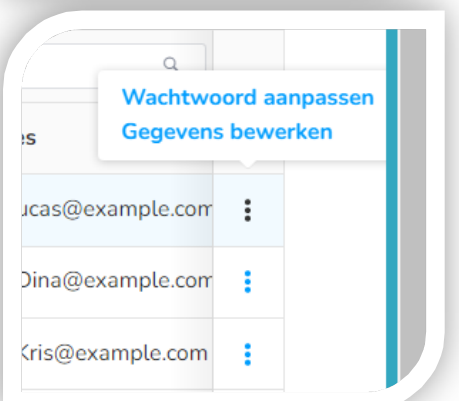 Wachtwoord aanpassen
Gegevens bewerken
es
ucas@example.com
Dina@example.com
Kris@example.com